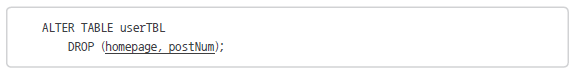 ALTER TABLE userTBL
DROP (homepage, postNum);